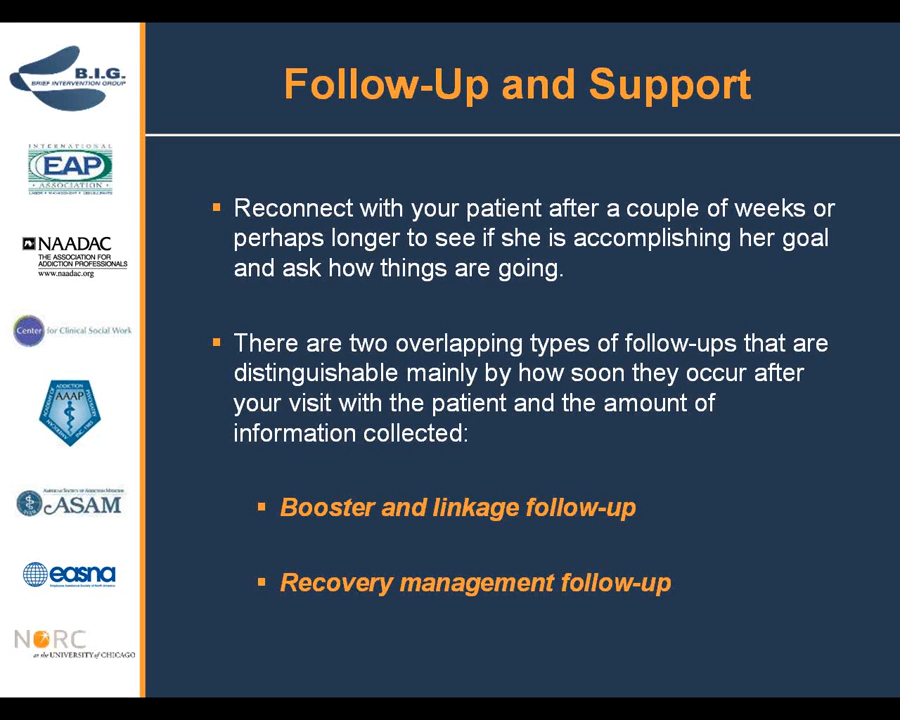 Follow-Up and Support
B.I.G.
BRIEF INTERVENTION GROUP
INTERNATIONAL
EAP
ASSOCIATION
NAADAC
THE ASSOCIATION FOR
ADDICTION PROFESSIONALS
www.naadac.org
Center for Clinical Social Work
AAAP
AMERICAN SOCIETY OF ADDICTION MEDICINE
ASAM
easna
NORC
at the UNIVERSITY of CHICAGO
Reconnect with your patient after a couple of weeks or
perhaps longer to see if she is accomplishing her goal
and ask how things are going.
There are two overlapping types of follow-ups that are
distinguishable mainly by how soon they occur after
your visit with the patient and the amount of
information collected:
Booster and linkage follow-up
Recovery management follow-up